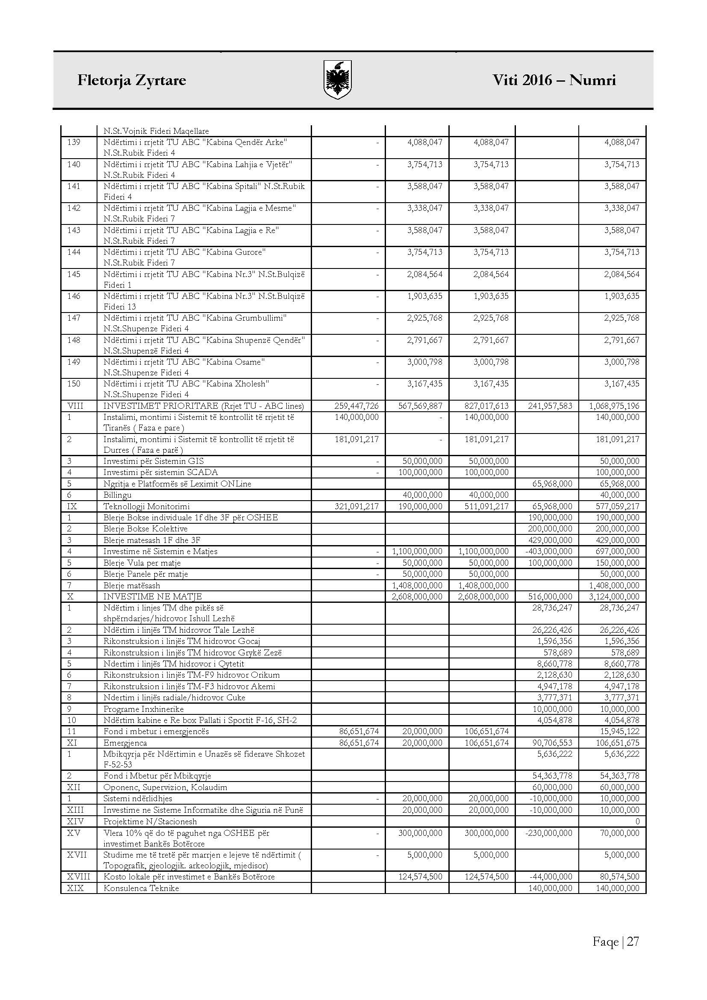 Fletorja Zyrtare Viti 2016 – Numri
N.St.Vojnik Fideri Maqellare
139 Ndërtimi i rrjetit TU ABC "Kabina Qendër Arke" - 4,088,047 4,088,047 4,088,047
N.St.Rubik Fideri 4
140 Ndërtimi i rrjetit TU ABC "Kabina Lahjia e Vjetër" - 3,754,713 3,754,713 3,754,713
N.St.Rubik Fideri 4
141 Ndërtimi i rrjetit TU ABC "Kabina Spitali" N.St.Rubik - 3,588,047 3,588,047 3,588,047
Fideri 4
142 Ndërtimi i rrjetit TU ABC "Kabina Lagjia e Mesme" - 3,338,047 3,338,047 3,338,047
N.St.Rubik Fideri 7
143 Ndërtimi i rrjetit TU ABC "Kabina Lagjia e Re" - 3,588,047 3,588,047 3,588,047
N.St.Rubik Fideri 7
144 Ndërtimi i rrjetit TU ABC "Kabina Gurore" - 3,754,713 3,754,713 3,754,713
N.St.Rubik Fideri 7
145 Ndërtimi i rrjetit TU ABC "Kabina Nr.3" N.St.Bulqizë - 2,084,564 2,084,564 2,084,564
Fideri 1
146 Ndërtimi i rrjetit TU ABC "Kabina Nr.3" N.St.Bulqizë - 1,903,635 1,903,635 1,903,635
Fideri 13
147 Ndërtimi i rrjetit TU ABC "Kabina Grumbullimi" - 2,925,768 2,925,768 2,925,768
N.St.Shupenze Fideri 4
148 Ndërtimi i rrjetit TU ABC "Kabina Shupenzë Qendër" - 2,791,667 2,791,667 2,791,667
N.St.Shupenzë Fideri 4
149 Ndërtimi i rrjetit TU ABC "Kabina Osame" - 3,000,798 3,000,798 3,000,798
N.St.Shupenze Fideri 4
150 Ndërtimi i rrjetit TU ABC "Kabina Xholesh" - 3,167,435 3,167,435 3,167,435
N.St.Shupenze Fideri 4
VIII INVESTIMET PRIORITARE (Rrjet TU - ABC lines) 259,447,726 567,569,887 827,017,613 241,957,583 1,068,975,196
1 Instalimi, montimi i Sistemit të kontrollit të rrjetit të 140,000,000 - 140,000,000 140,000,000
Tiranës ( Faza e pare )
2 Instalimi, montimi i Sistemit të kontrollit të rrjetit të 181,091,217 - 181,091,217 181,091,217
Durres ( Faza e parë )
3 Investimi për Sistemin GIS - 50,000,000 50,000,000 50,000,000
4 Investimi për sistemin SCADA - 100,000,000 100,000,000 100,000,000
5 Ngritja e Platformës së Leximit ONLine 65,968,000 65,968,000
6 Billingu 40,000,000 40,000,000 40,000,000
IX Teknollogji Monitorimi 321,091,217 190,000,000 511,091,217 65,968,000 577,059,217
1 Blerje Bokse individuale 1f dhe 3F për OSHEE 190,000,000 190,000,000
2 Blerje Bokse Kolektive 200,000,000 200,000,000
3 Blerje matesash 1F dhe 3F 429,000,000 429,000,000
4 Investime në Sistemin e Matjes - 1,100,000,000 1,100,000,000 -403,000,000 697,000,000
5 Blerje Vula per matje - 50,000,000 50,000,000 100,000,000 150,000,000
6 Blerje Panele për matje - 50,000,000 50,000,000 50,000,000
7 Blerje matësash 1,408,000,000 1,408,000,000 1,408,000,000
X INVESTIME NE MATJE 2,608,000,000 2,608,000,000 516,000,000 3,124,000,000
1 Ndërtim i linjes TM dhe pikës së 28,736,247 28,736,247
shpërndarjes/hidrovor Ishull Lezhë
2 Ndërtim i linjës TM hidrovor Tale Lezhë 26,226,426 26,226,426
3 Rikonstruksion i linjës TM hidrovor Gocaj 1,596,356 1,596,356
4 Rikonstruksion i linjës TM hidrovor Grykë Zezë 578,689 578,689
5 Ndertim i linjës TM hidrovor i Qytetit 8,660,778 8,660,778
6 Rikonstruksion i linjës TM-F9 hidrovor Orikum 2,128,630 2,128,630
7 Rikonstruksion i linjës TM-F3 hidrovor Akemi 4,947,178 4,947,178
8 Ndertim i linjës radiale/hidrovor Cuke 3,777,371 3,777,371
9 Programe Inxhinerike 10,000,000 10,000,000
10 Ndërtim kabine e Re box Pallati i Sportit F-16, SH-2 4,054,878 4,054,878
11 Fond i mbetur i emergjencës 86,651,674 20,000,000 106,651,674 15,945,122
XI Emergjenca 86,651,674 20,000,000 106,651,674 90,706,553 106,651,675
1 Mbikqyrja për Ndërtimin e Unazës së fiderave Shkozet 5,636,222 5,636,222
F-52-53
2 Fond i Mbetur për Mbikqyrje 54,363,778 54,363,778
XII Oponenc, Supervizion, Kolaudim 60,000,000 60,000,000
1 Sistemi ndërlidhjes - 20,000,000 20,000,000 -10,000,000 10,000,000
XIII Investime ne Sisteme Informatike dhe Siguria në Punë 20,000,000 20,000,000 -10,000,000 10,000,000
XIV Projektime N/Stacionesh 0
XV Vlera 10% që do të paguhet nga OSHEE për - 300,000,000 300,000,000 -230,000,000 70,000,000
investimet Bankës Botërore
XVII Studime me të tretë për marrjen e lejeve të ndërtimit ( - 5,000,000 5,000,000 5,000,000
Topografik, gjeologjik. arkeologjik, mjedisor)
XVIII Kosto lokale për investimet e Bankës Botërore 124,574,500 124,574,500 -44,000,000 80,574,500
XIX Konsulenca Teknike 140,000,000 140,000,000
Faqe|27